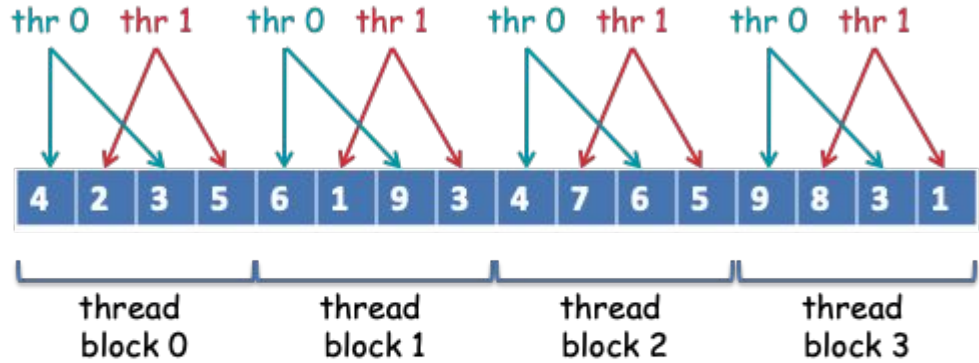 thr 0 thr 1 thr 0 thr 1 thr 0 thr 1 thr 0 thr 1
4 2 3 5 6 1 9 3 4 7 6 5 9 8 3 1
thread thread thread thread
block 0 block 1 block 2 block 3